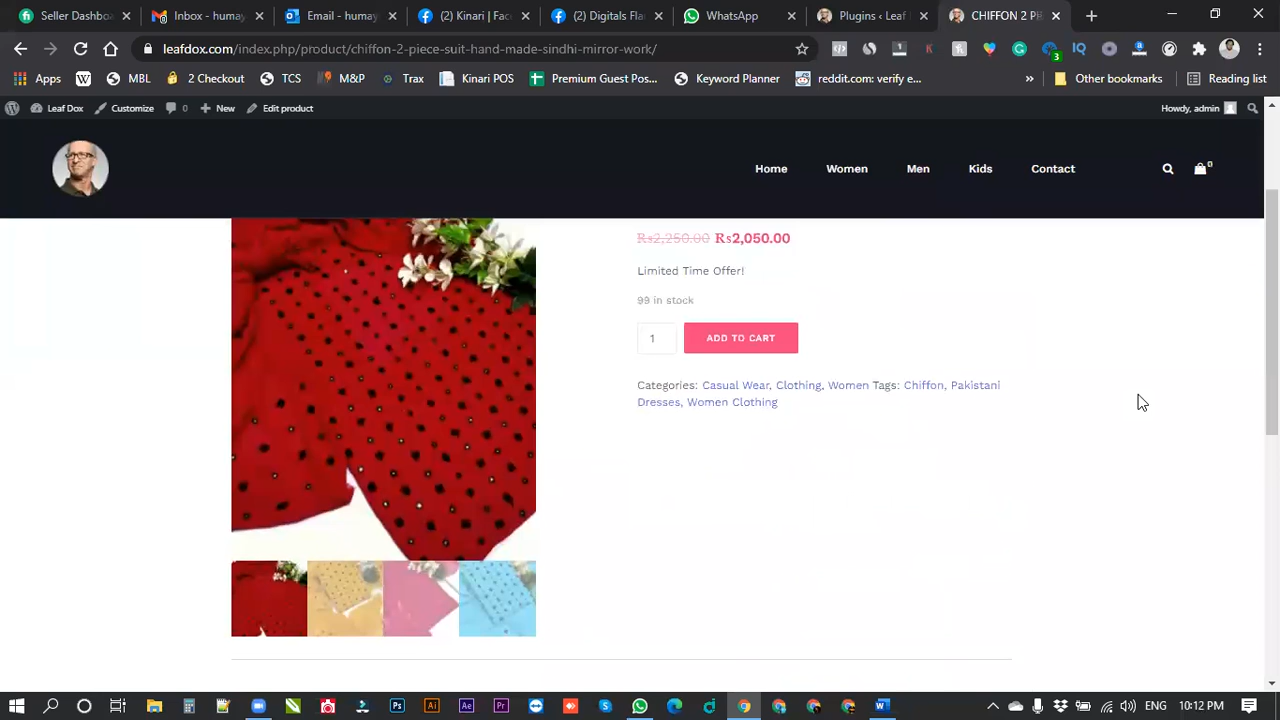 Seller Dashbo
Inbox - huma
Email - huma
(2) Kinari | Fac
(2) Digitals Fla
WhatsApp
Plugins ‹ Leaf
CHIFFON 2 PI
leafdox.com/index.php/product/chiffon-2-piece-suit-hand-made-sindhi-mirror-work/
Apps
MBL
2 Checkout
TCS
M&P
Trax
Kinari POS
Premium Guest Pos...
Keyword Planner
reddit.com: verify e...
Other bookmarks
Reading list
Leaf Dox
Customize
0
New
Edit product
Howdy, admin
Home
Women
Men
Kids
Contact
0
₨2,250.00 ₨2,050.00
Limited Time Offer!
99 in stock
1
ADD TO CART
Categories: Casual Wear, Clothing, Women Tags: Chiffon, Pakistani
Dresses, Women Clothing
ENG
10:12 PM